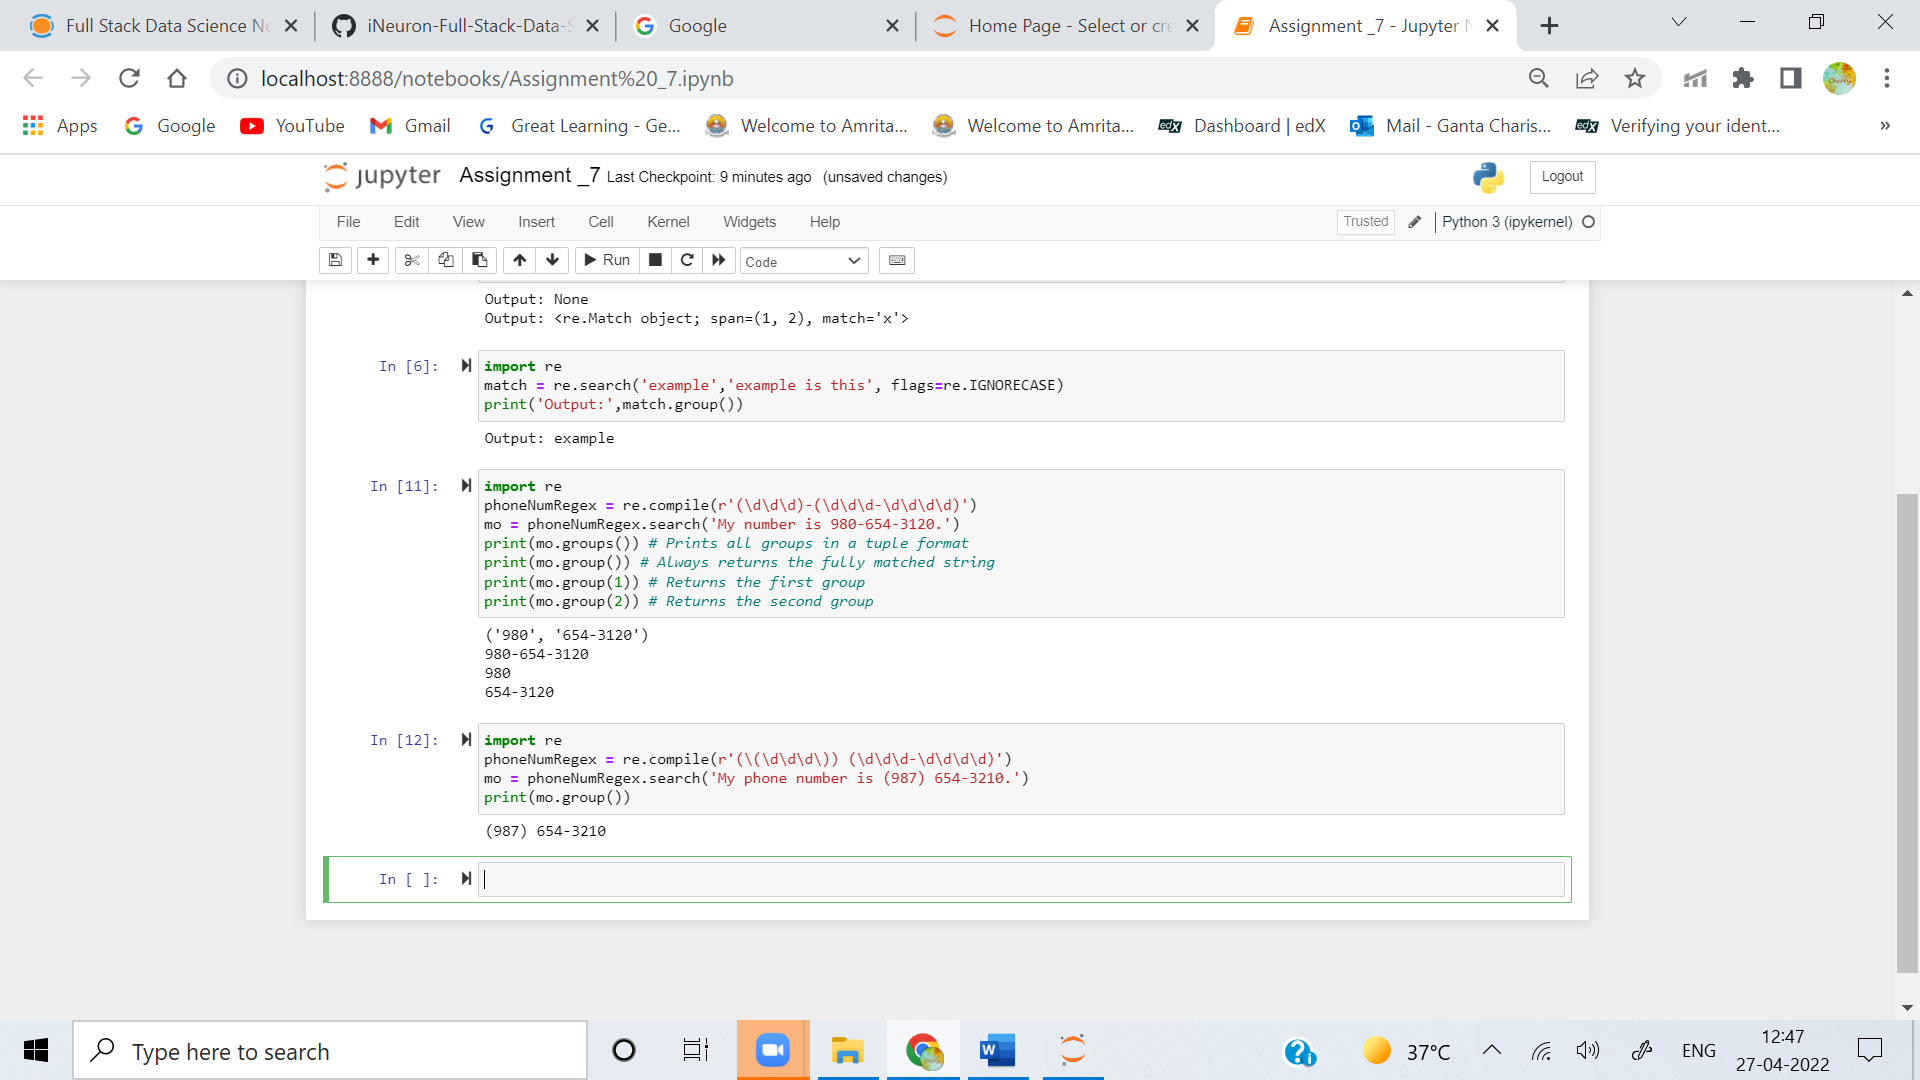 Full Stack Data Science No
iNeuron-Full-Stack-Data-S
Google
Home Page - Select or cre
Assignment _7 - Jupyter N
localhost:8888/notebooks/Assignment%20_7.ipynb
Apps
Google
YouTube
Gmail
Great Learning - Ge...
Welcome to Amrita...
Welcome to Amrita...
Dashboard | edX
Mail - Ganta Charis...
Verifying your ident...
»
jupyter Assignment _7 Last Checkpoint: 9 minutes ago (unsaved changes)
Logout
File Edit View Insert Cell Kernel Widgets Help
Trusted
Python 3 (ipykernel)
Run
Code
Output: None
Output: <re.Match object; span=(1, 2), match='x'>
In [6]:
import re
match = re.search('example','example is this', flags=re.IGNORECASE)
print('Output:',match.group())
Output: example
In [11]:
import re
phoneNumRegex = re.compile(r'(\d\d\d)-(\d\d\d-\d\d\d\d)')
mo = phoneNumRegex.search('My number is 980-654-3120.')
print(mo.groups()) # Prints all groups in a tuple format
print(mo.group()) # Always returns the fully matched string
print(mo.group(1)) # Returns the first group
print(mo.group(2)) # Returns the second group
('980', '654-3120')
980-654-3120
980
654-3120
In [12]:
import re
phoneNumRegex = re.compile(r'(\(\d\d\d\)) (\d\d\d-\d\d\d\d)')
mo = phoneNumRegex.search('My phone number is (987) 654-3210.')
print(mo.group())
(987) 654-3210
In [ ]:
Type here to search
37°C
ENG
12:47
27-04-2022